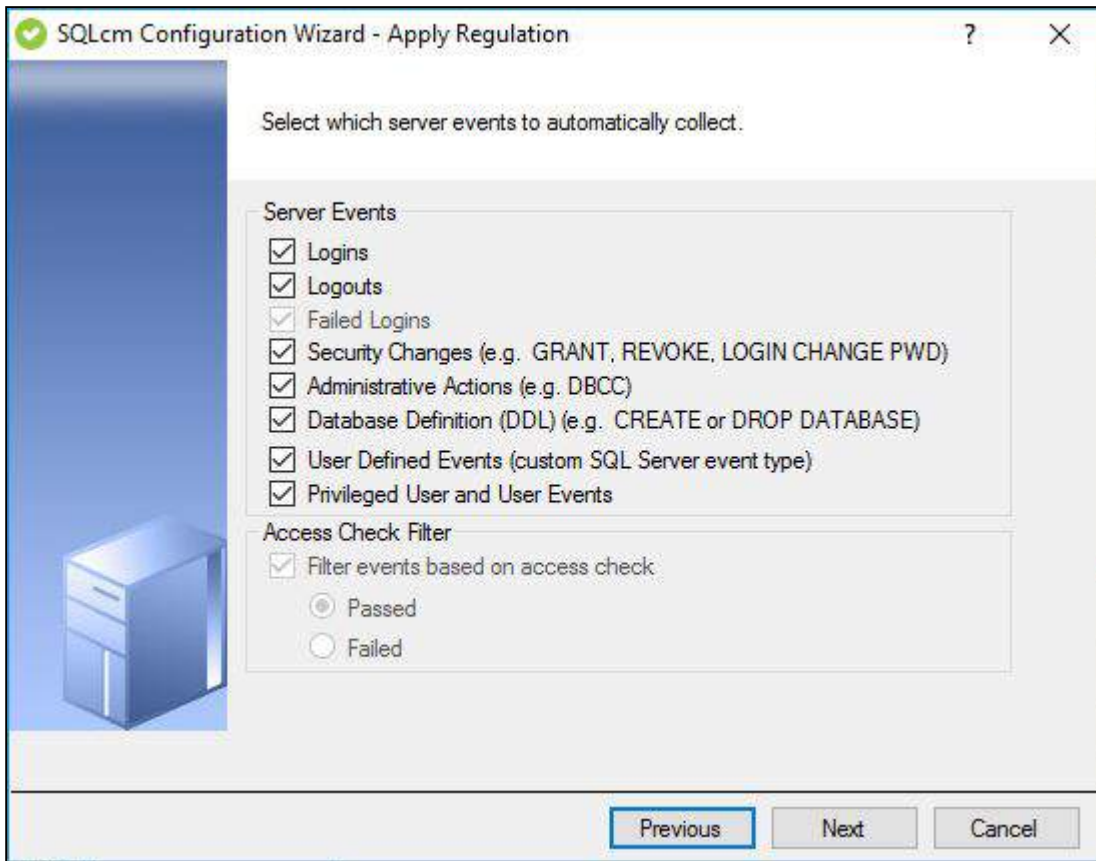 SQLcm Configuration Wizard - Apply Regulation
?
Select which server events to automatically collect.
Server Events
Logins
Logouts
Failed Logins
Security Changes (e.g. GRANT, REVOKE, LOGIN CHANGE PWD)
Administrative Actions (e.g. DBCC)
Database Definition (DDL) (e.g. CREATE or DROP DATABASE)
User Defined Events (custom SQL Server event type)
Privileged User and User Events
Access Check Filter
Filter events based on access check
Passed
Failed
Previous Next Cancel